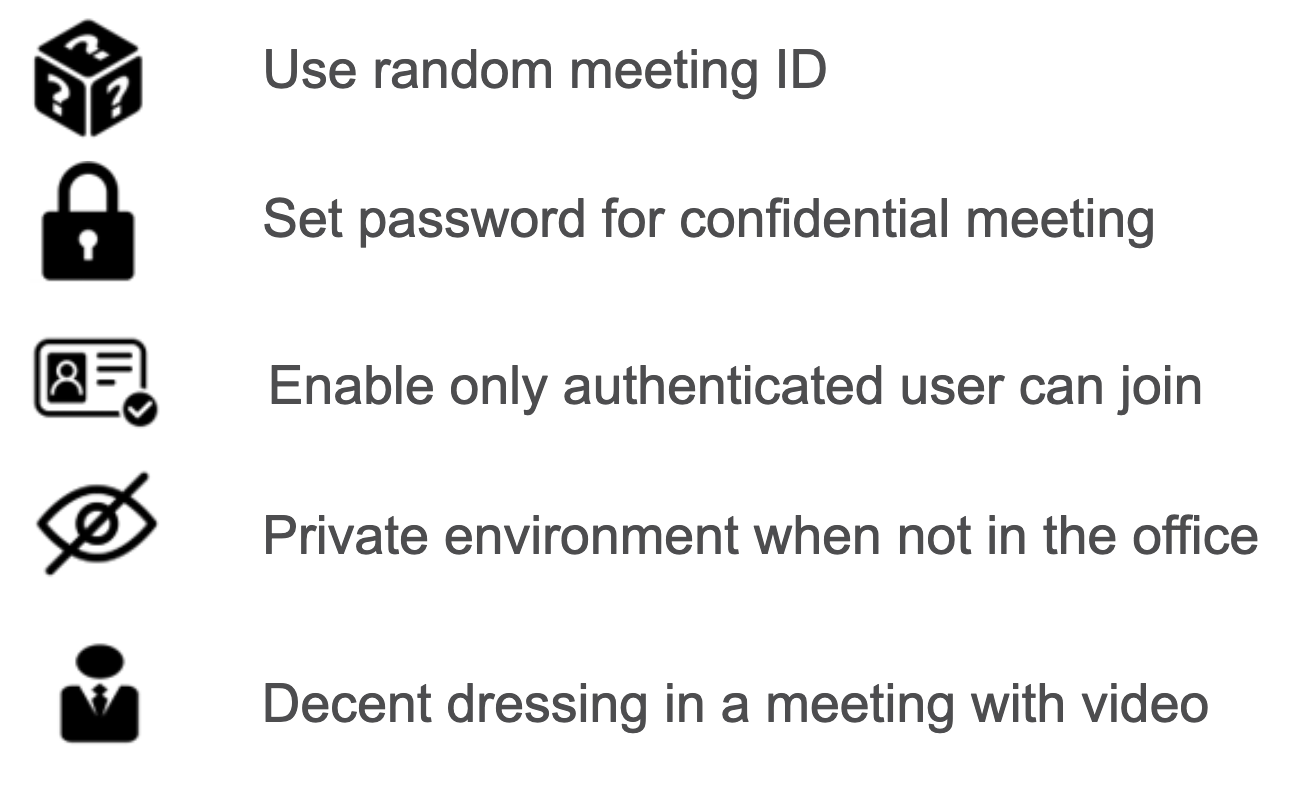 Use random meeting ID
Set password for confidential meeting
Enable only authenticated user can join
Private environment when not in the office
Decent dressing in a meeting with video